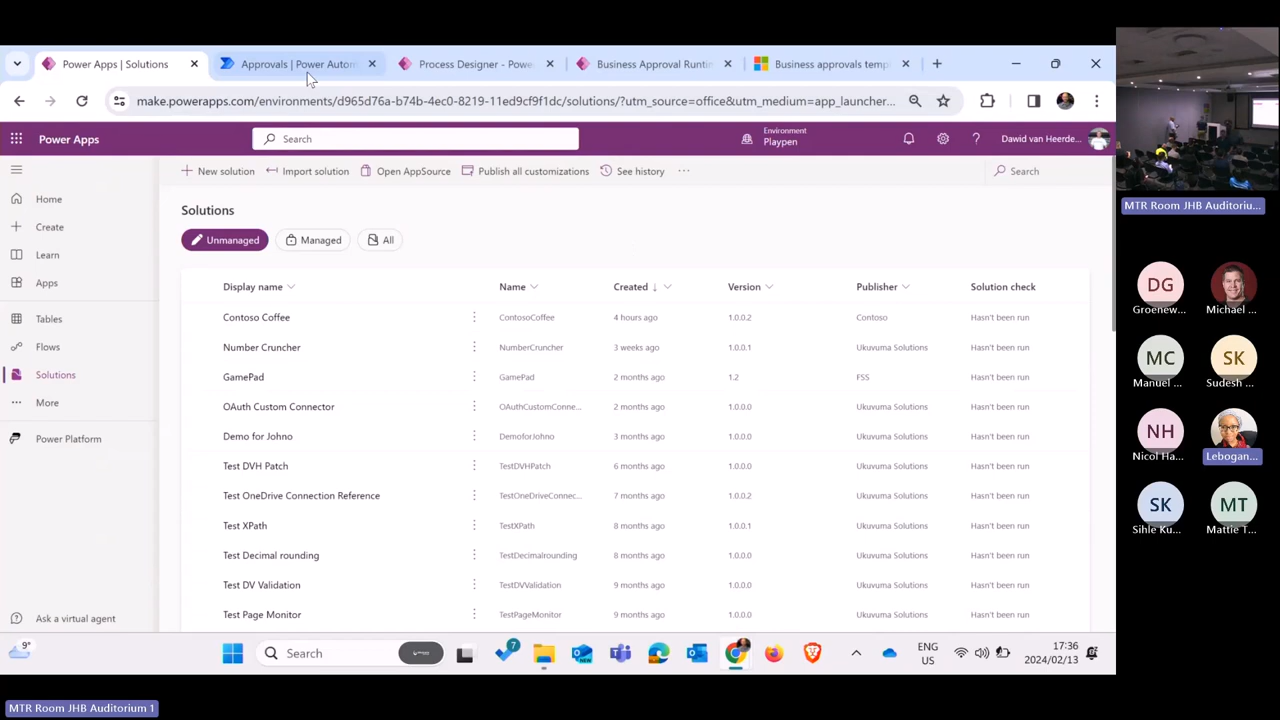 Power Apps | Solutions
Approvals | Power Autom
Process Designer - Powe
Business Approval Runtin
Business approvals temp
make.powerapps.com/environments/d965d76a-b74b-4ec0-8219-11ed9cf9f1dc/solutions/?utm_source=office&utm_medium=app_launcher...
Power Apps
Search
Environment
Playpen
Dawid van Heerde...
New solution
Import solution
Open AppSource
Publish all customizations
See history
Search
Home
Create
Learn
Apps
Tables
Flows
Solutions
More
Power Platform
Ask a virtual agent
Solutions
Unmanaged
Managed
All
Display name Name Created Version Publisher Solution check
Contoso Coffee ContosoCoffee 4 hours ago 1.0.0.2 Contoso Hasn't been run
Number Cruncher NumberCruncher 3 weeks ago 1.0.0.1 Ukuvuma Solutions Hasn't been run
GamePad GamePad 2 months ago 1.2 FSS Hasn't been run
OAuth Custom Connector OAuthCustomConne... 2 months ago 1.0.0.0 Ukuvuma Solutions Hasn't been run
Demo for Johno DemoforJohno 3 months ago 1.0.0.0 Ukuvuma Solutions Hasn't been run
Test DVH Patch TestDVHPatch 6 months ago 1.0.0.0 Ukuvuma Solutions Hasn't been run
Test OneDrive Connection Reference TestOneDriveConnec... 7 months ago 1.0.0.2 Ukuvuma Solutions Hasn't been run
Test XPath TestXPath 8 months ago 1.0.0.1 Ukuvuma Solutions Hasn't been run
Test Decimal rounding TestDecimalrounding 8 months ago 1.0.0.0 Ukuvuma Solutions Hasn't been run
Test DV Validation TestDVValidation 9 months ago 1.0.0.0 Ukuvuma Solutions Hasn't been run
Test Page Monitor TestPageMonitor 9 months ago 1.0.0.0 Ukuvuma Solutions Hasn't been run
9°
Search
7
ENG
US
17:36
2024/02/13
MTR Room JHB Auditorium 1
MTR Room JHB Auditoriu...
DG
Groenew...
Michael ...
MC
Manuel ...
SK
Sudesh ...
NH
Nicol Ha...
Lebogan...
SK
Sihle Ku...
MT
Mattie T...